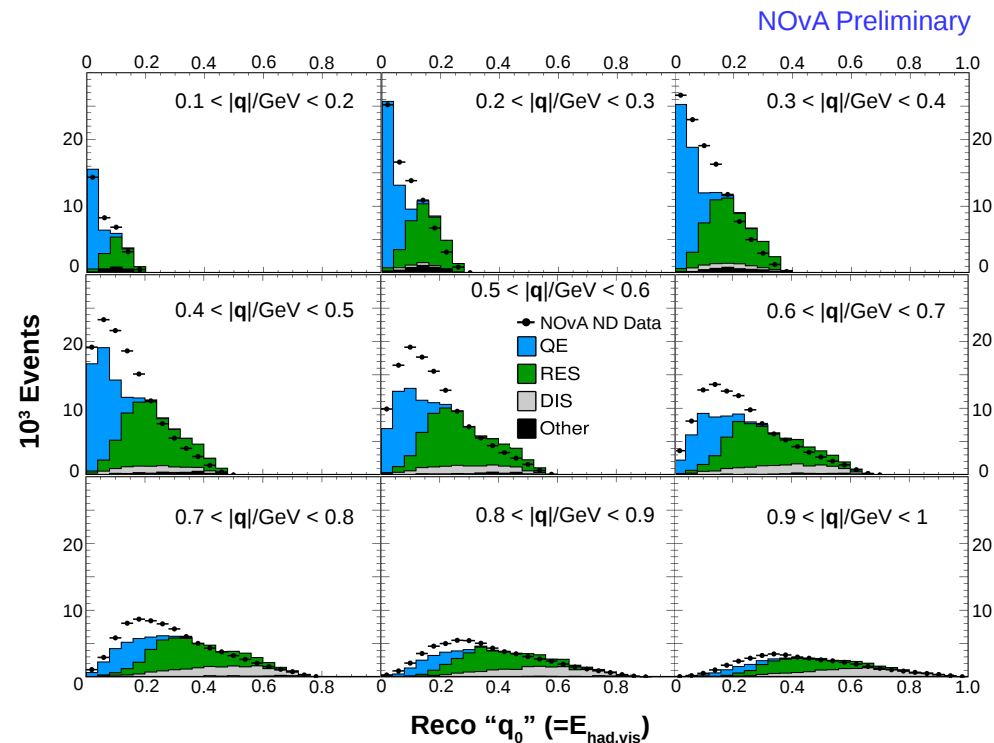 NOvA Preliminary
0 0.2 0.4 0.6 0.8 0 0.2 0.4 0.6 0.8 0 0.2 0.4 0.6 0.8 1.0
0.1 < |q|/GeV < 0.2
0.2 < |q|/GeV < 0.3
0.3 < |q|/GeV < 0.4
20 20
10 10
0 0
0.4 < |q|/GeV < 0.5
0.5 < |q|/GeV < 0.6
0.6 < |q|/GeV < 0.7
NOvA ND Data
QE
RES
DIS
Other
20 20
10 10
0 0
10³ Events
0.7 < |q|/GeV < 0.8
0.8 < |q|/GeV < 0.9
0.9 < |q|/GeV < 1
20 20
10 10
0 0.2 0.4 0.6 0.8 0 0.2 0.4 0.6 0.8 0 0.2 0.4 0.6 0.8 1.0
Reco “q₀” (=E_had,vis)